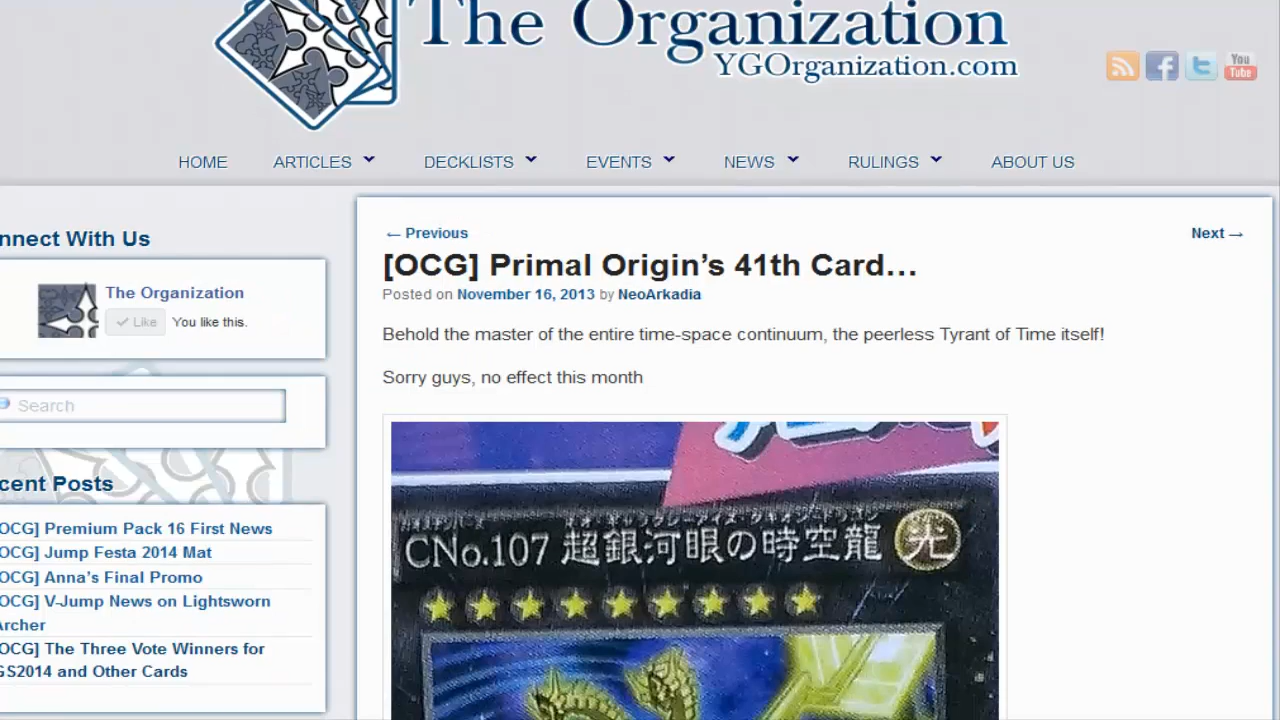 The Organization
YGOrganization.com
You
Tube
HOME ARTICLES DECKLISTS EVENTS NEWS RULINGS ABOUT US
nnect With Us
The Organization
Like You like this.
Search
cent Posts
OCG] Premium Pack 16 First News
OCG] Jump Festa 2014 Mat
OCG] Anna's Final Promo
OCG] V-Jump News on Lightsworn
Archer
OCG] The Three Vote Winners for
GS2014 and Other Cards
← Previous
Next →
[OCG] Primal Origin's 41th Card…
Posted on November 16, 2013 by NeoArkadia
Behold the master of the entire time-space continuum, the peerless Tyrant of Time itself!
Sorry guys, no effect this month
CNo.107 超銀河眼の時空龍 光